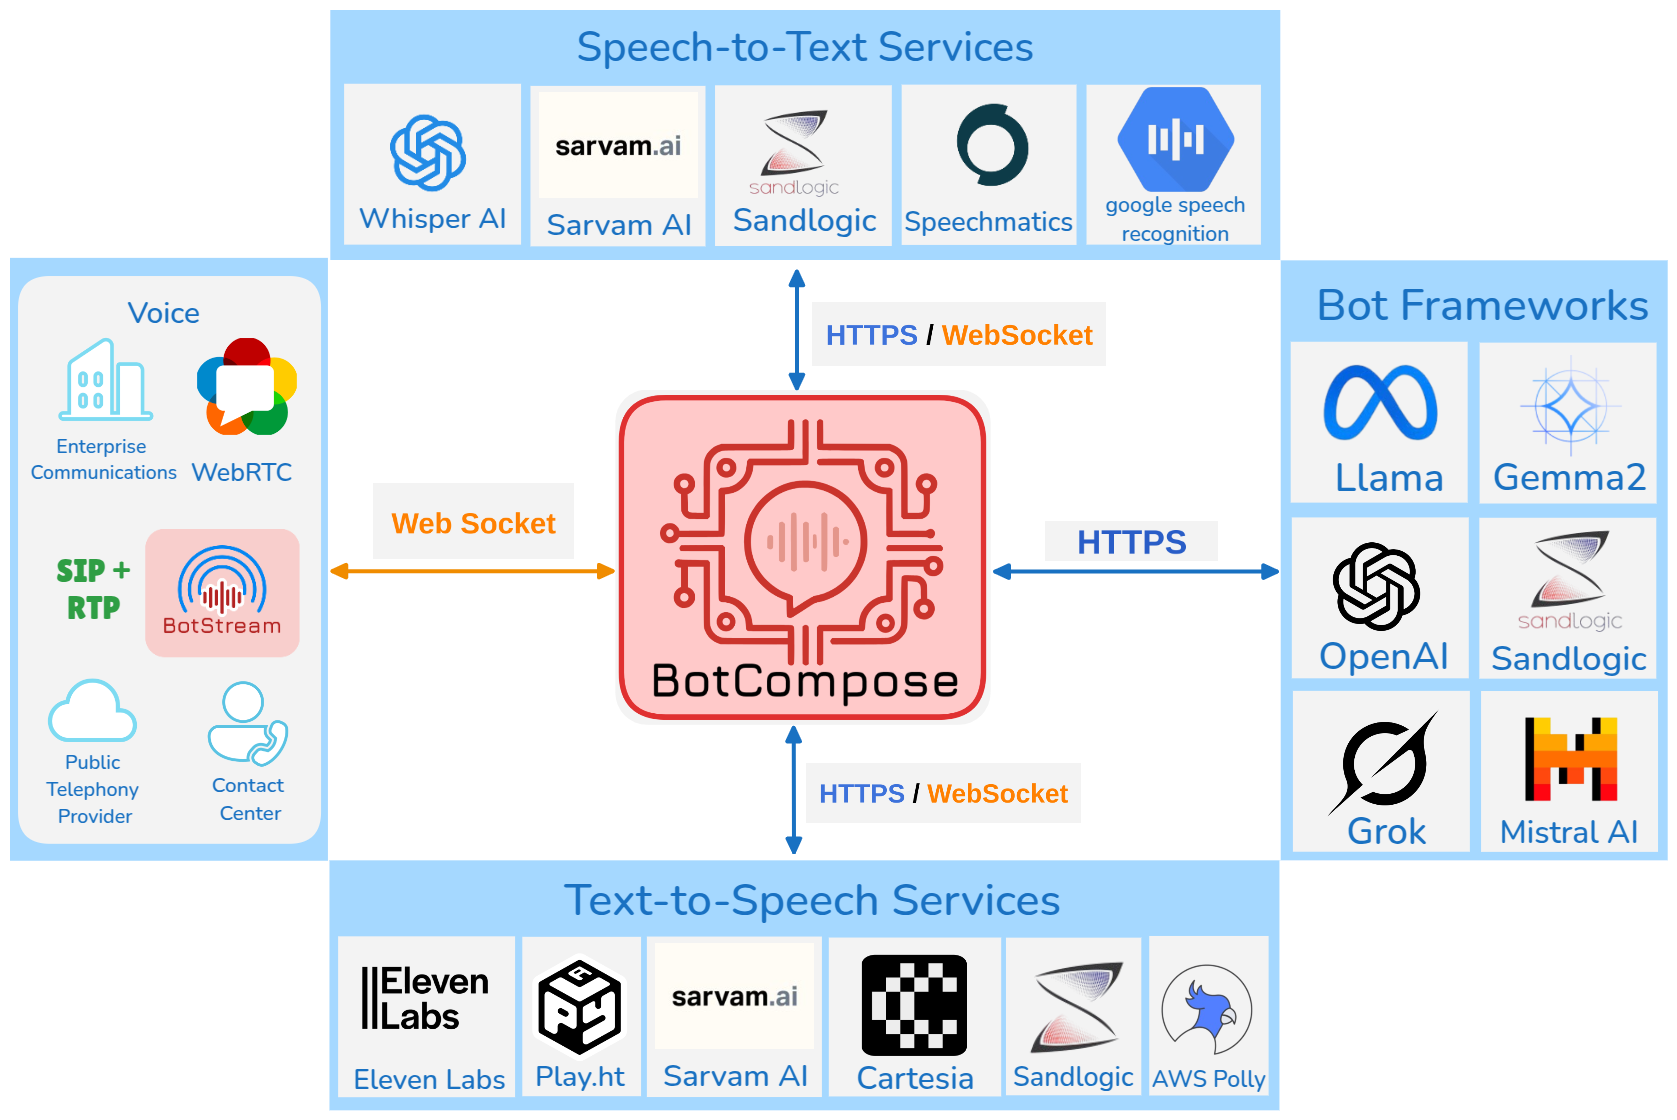 Speech-to-Text Services
Whisper AI
sarvam.ai
Sarvam AI
sandlogic
Sandlogic
Speechmatics
google speech
recognition
Voice
Enterprise
Communications
WebRTC
SIP +
RTP
BotStream
Public
Telephony
Provider
Contact
Center
Web Socket
HTTPS / WebSocket
BotCompose
HTTPS
HTTPS / WebSocket
Bot Frameworks
Llama
Gemma2
OpenAI
sandlogic
Sandlogic
Grok
Mistral AI
Text-to-Speech Services
||Eleven
Labs
Eleven Labs
Play.ht
sarvam.ai
Sarvam AI
Cartesia
Sandlogic
AWS Polly